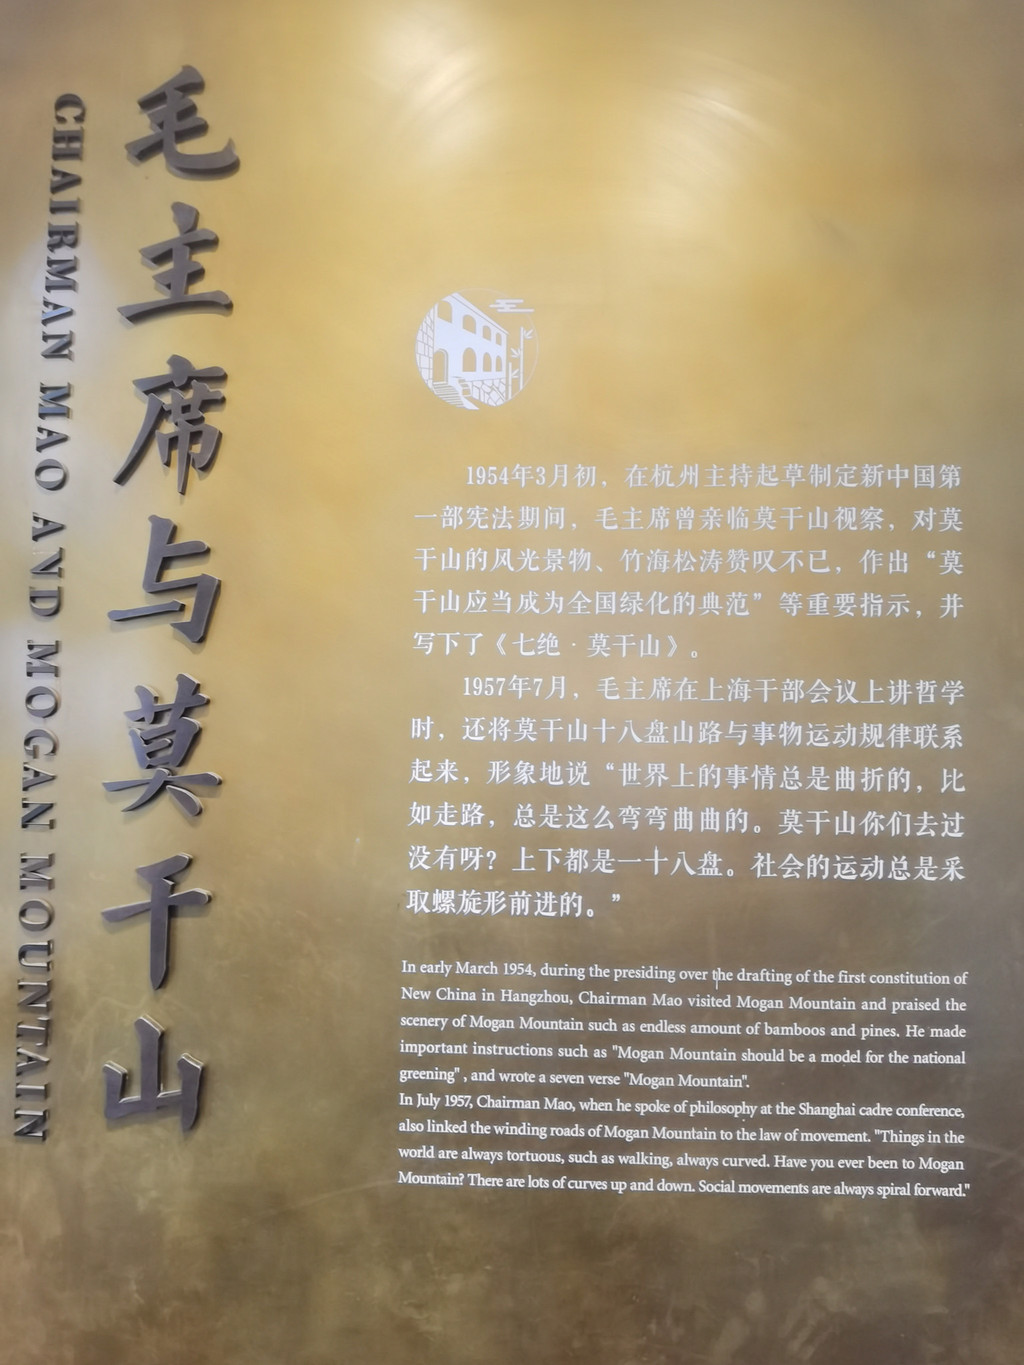 毛主席与莫干山
CHAIRMAN MAO AND MOGAN MOUNTAIN
1954年3月初，在杭州主持起草制定新中国第
一部宪法期间，毛主席曾亲临莫干山视察，对莫
干山的风光景物、竹海松涛赞叹不已，作出“莫
干山应当成为全国绿化的典范”等重要指示，并
写下了《七绝·莫干山》。
1957年7月，毛主席在上海干部会议上讲哲学
时，还将莫干山十八盘山路与事物运动规律联系
起来，形象地说“世界上的事情总是曲折的，比
如走路，总是这么弯弯曲曲的。莫干山你们去过
没有呀？上下都是一十八盘。社会的运动总是采
取螺旋形前进的。”
In early March 1954, during the presiding over the drafting of the first constitution of
New China in Hangzhou, Chairman Mao visited Mogan Mountain and praised the
scenery of Mogan Mountain such as endless amount of bamboos and pines. He made
important instructions such as "Mogan Mountain should be a model for the national
greening" , and wrote a seven verse "Mogan Mountain".
In July 1957, Chairman Mao, when he spoke of philosophy at the Shanghai cadre conference,
also linked the winding roads of Mogan Mountain to the law of movement. "Things in the
world are always tortuous, such as walking, always curved. Have you ever been to Mogan
Mountain? There are lots of curves up and down. Social movements are always spiral forward."